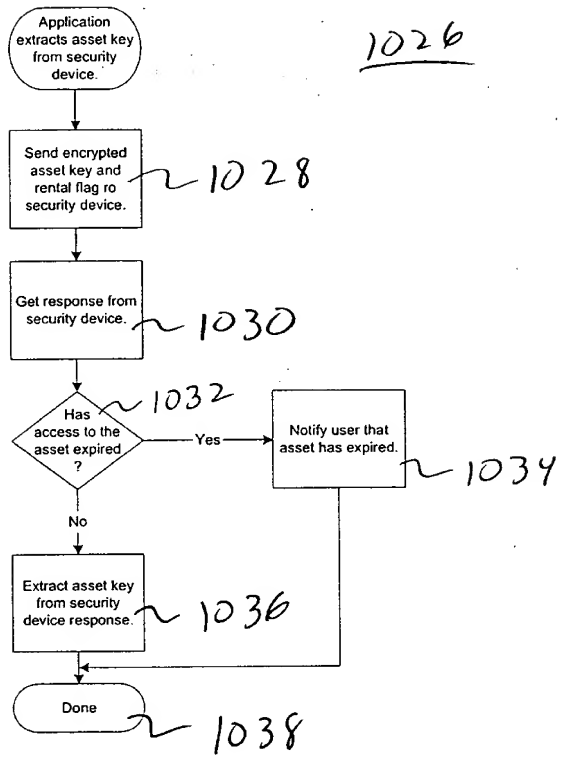 Application
extracts asset key
from security
device.
1026
Send encrypted
asset key and
rental flag ro
security device.
1028
Get response from
security device.
1030
Has
access to the
asset expired
?
1032
Yes
Notify user that
asset has expired.
1034
No
Extract asset key
from security
device response.
1036
Done
1038